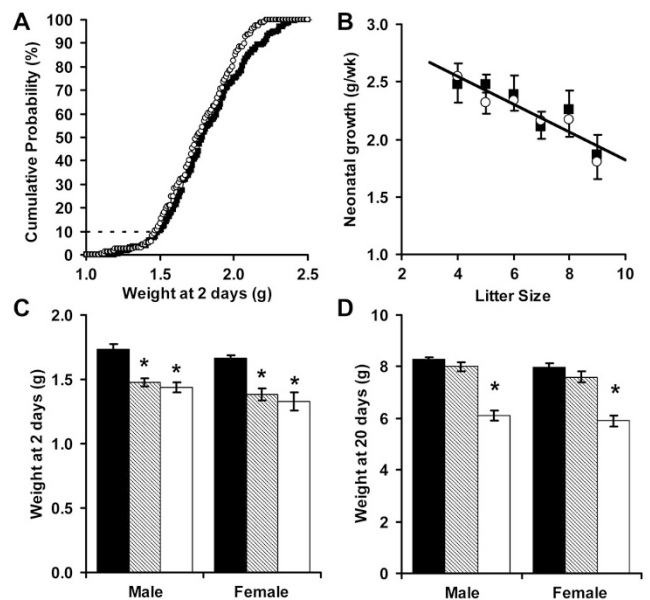 A
Cumulative Probability (%)
100
90
80
70
60
50
40
30
20
10
0
1.0 1.5 2.0 2.5
Weight at 2 days (g)
B
Neonatal growth (g/wk)
3.0
2.5
2.0
1.5
1.0
2 4 6 8 10
Litter Size
C
Weight at 2 days (g)
2.0
1.5
1.0
0.5
0.0
* * * *
Male Female
D
Weight at 20 days (g)
10
8
6
4
2
0
* *
Male Female